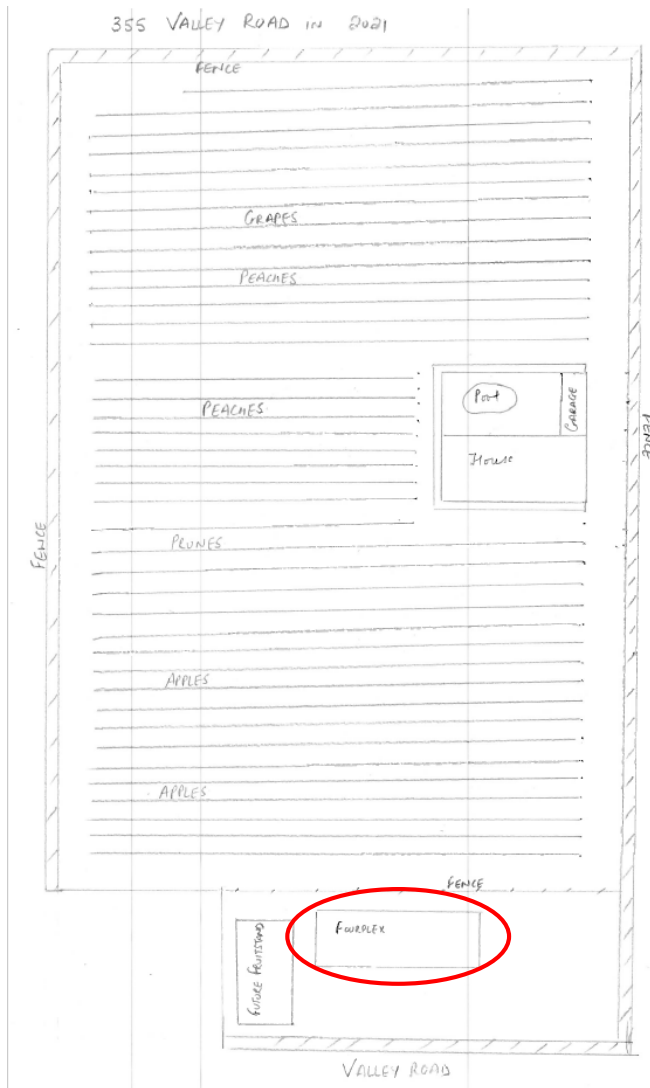 355 VALLEY ROAD IN 2021
FENCE
GRAPES
PEACHES
PEACHES
Pool
GARAGE
House
FENCE
FENCE
PRUNES
APPLES
APPLES
FENCE
FOURPLEX
FUTURE FRUITSTAND
VALLEY ROAD